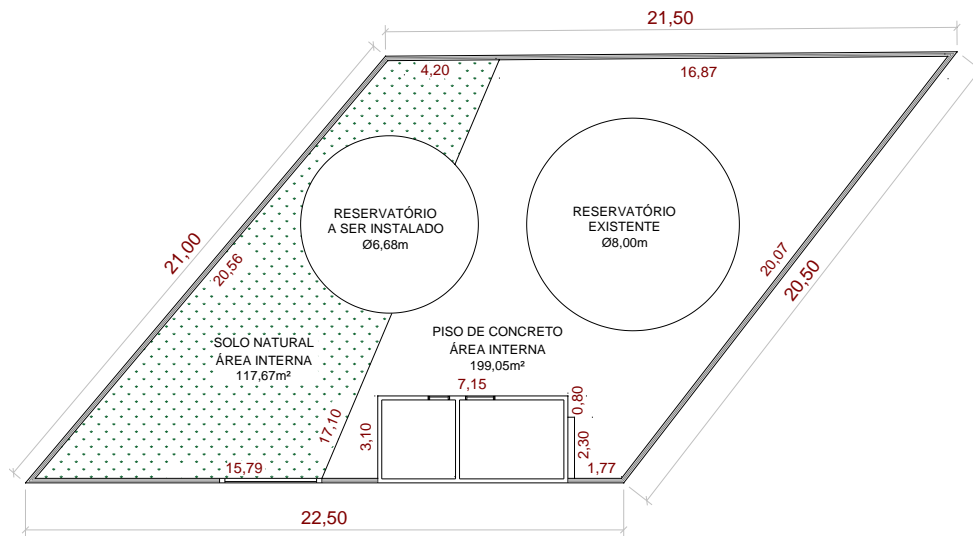 21,50
4,20
16,87
RESERVATÓRIO
A SER INSTALADO
Ø6,68m
RESERVATÓRIO
EXISTENTE
Ø8,00m
21,00
20,56
20,07
20,50
SOLO NATURAL
ÁREA INTERNA
117,67m²
PISO DE CONCRETO
ÁREA INTERNA
199,05m²
7,15
0,80
17,10
3,10
2,30
15,79
1,77
22,50